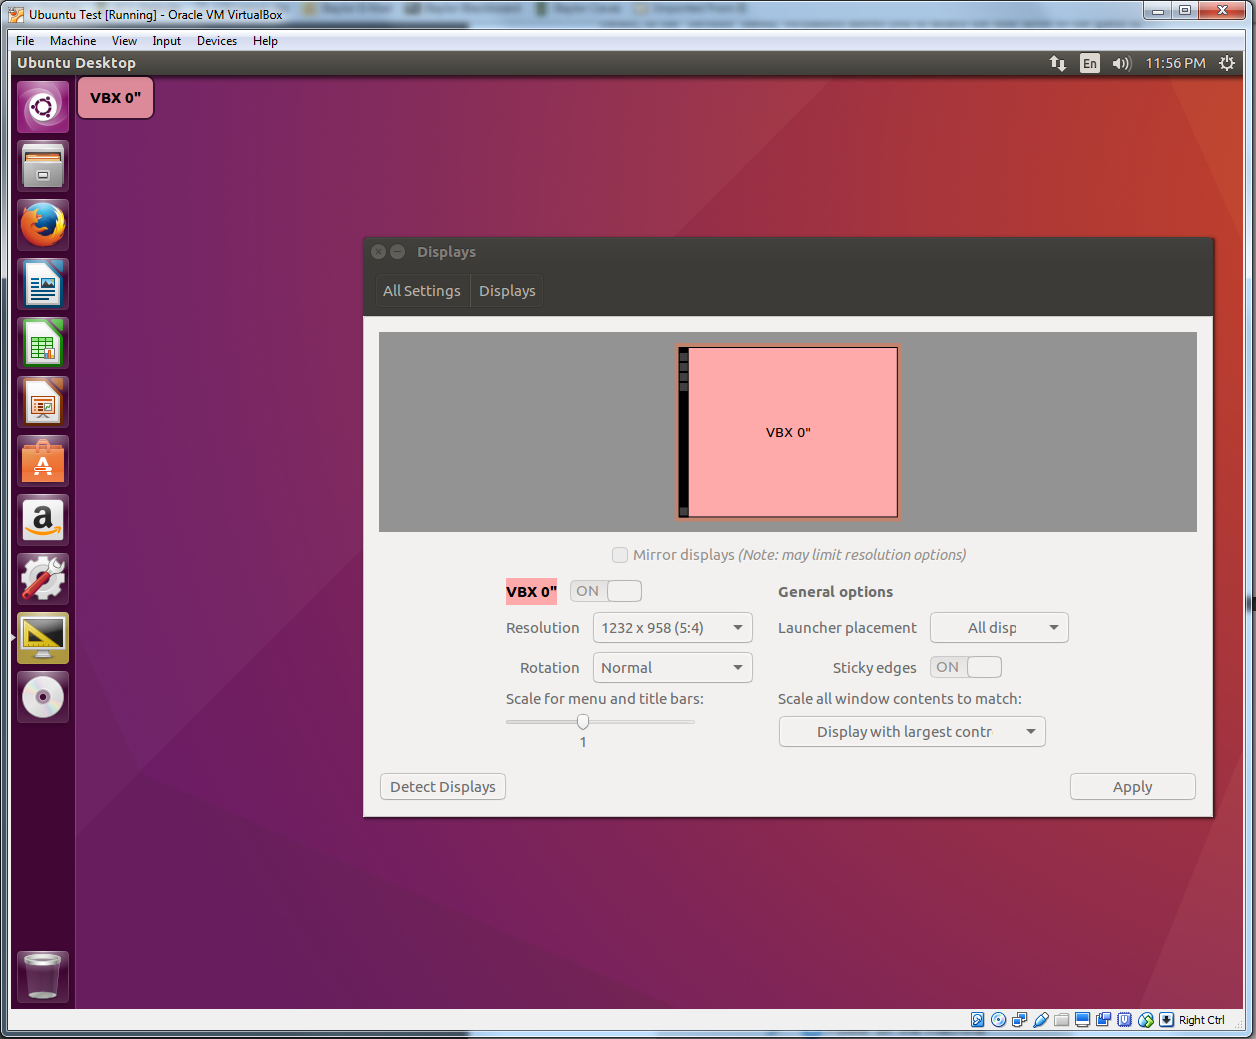 Ubuuntu Test [Running] - Oracle VM VirtualBox
File Machine View Input Devices Help
Ubuntu Desktop En 11:56 PM
VBX 0"
Displays
All Settings Displays
VBX 0"
Mirror displays (Note: may limit resolution options)
VBX 0" ON General options
Resolution 1232 x 958 (5:4) Launcher placement All disp
Rotation Normal Sticky edges ON
Scale for menu and title bars: Scale all window contents to match:
Display with largest contr
1
Detect Displays Apply
Right Ctrl